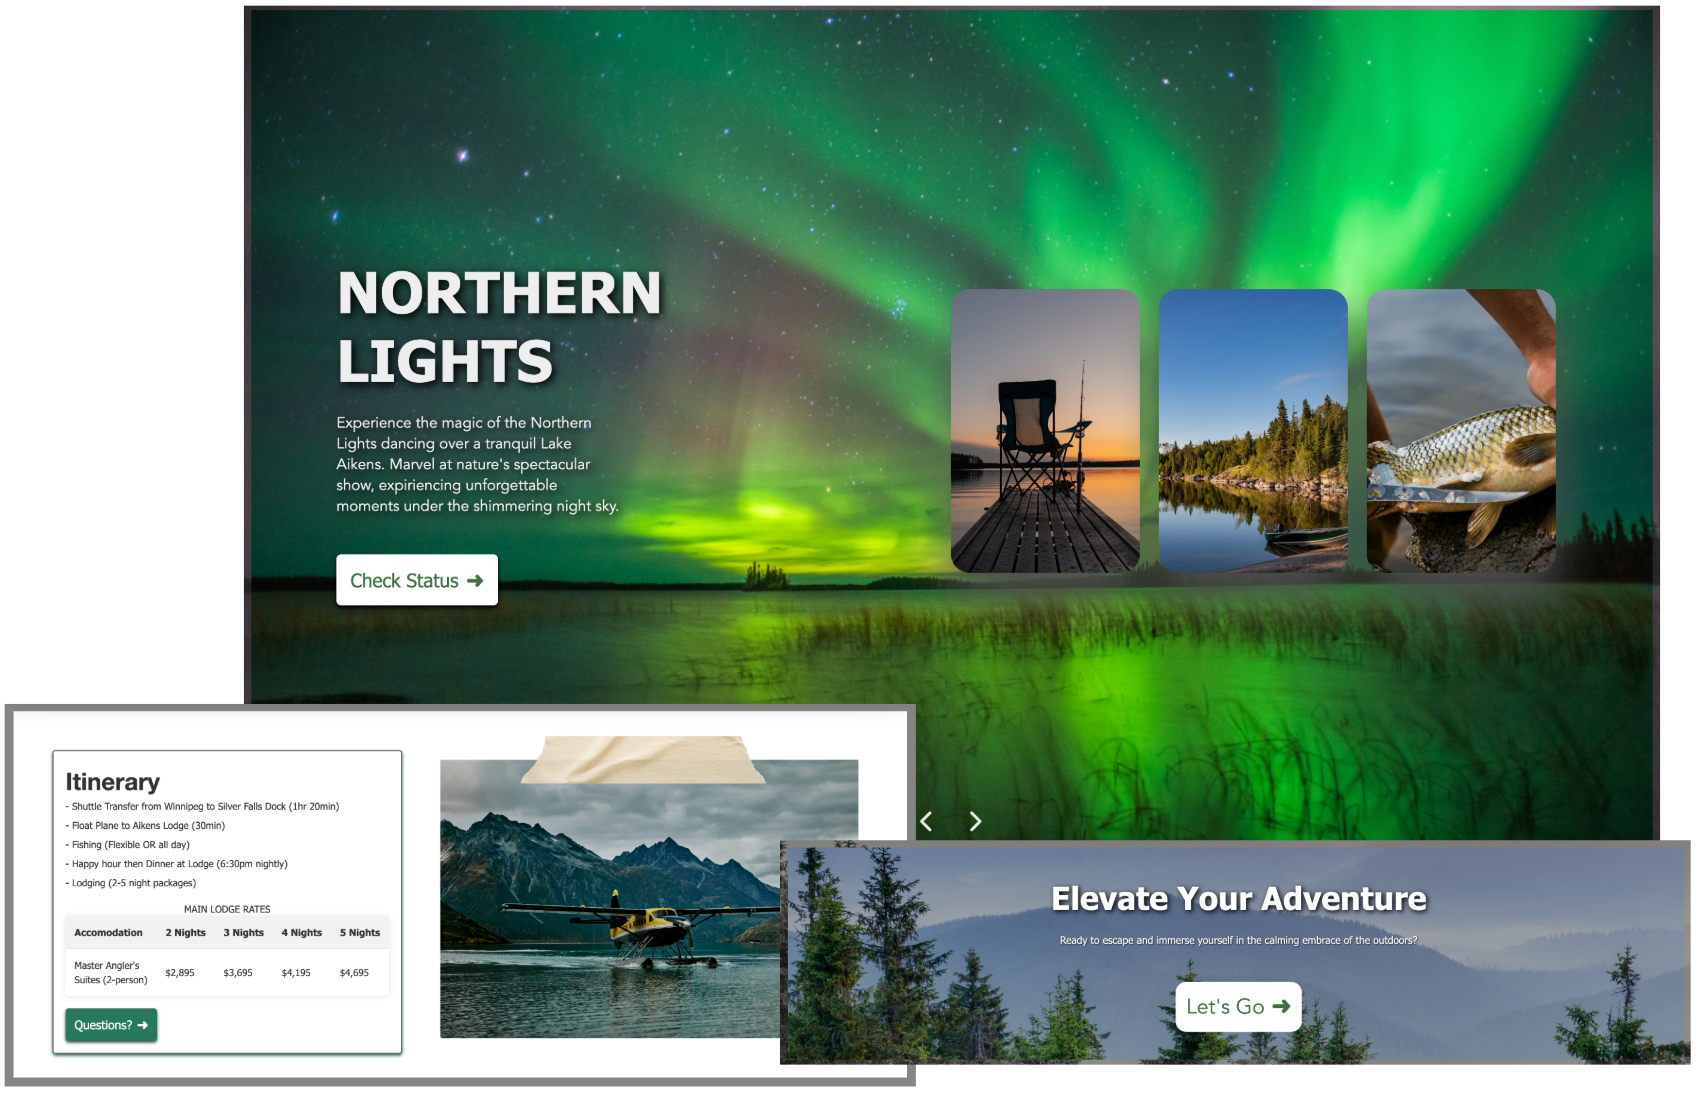 NORTHERN
LIGHTS
Experience the magic of the Northern
Lights dancing over a tranquil Lake
Aikens. Marvel at nature's spectacular
show, expiriencing unforgettable
moments under the shimmering night sky.
Check Status ➜
Itinerary
- Shuttle Transfer from Winnipeg to Silver Falls Dock (1hr 20min)
- Float Plane to Aikens Lodge (30min)
- Fishing (Flexible OR all day)
- Happy hour then Dinner at Lodge (6:30pm nightly)
- Lodging (2-5 night packages)
MAIN LODGE RATES
Accomodation 2 Nights 3 Nights 4 Nights 5 Nights
Master Angler's
Suites (2-person) $2,895 $3,695 $4,195 $4,695
Questions? ➜
Elevate Your Adventure
Ready to escape and immerse yourself in the calming embrace of the outdoors?
Let's Go ➜